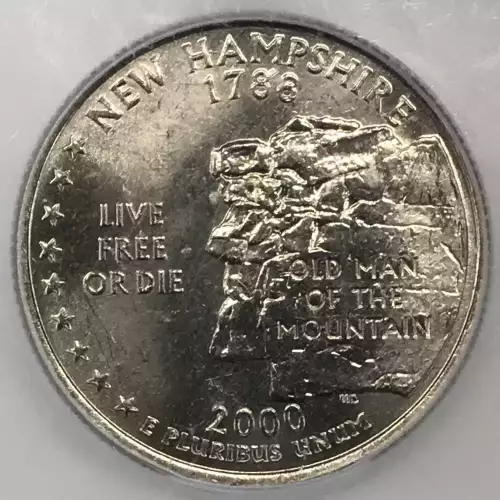 NEW HAMPSHIRE
1788
LIVE
FREE
OR DIE
OLD MAN
OF THE
MOUNTAIN
2000
E PLURIBUS UNUM